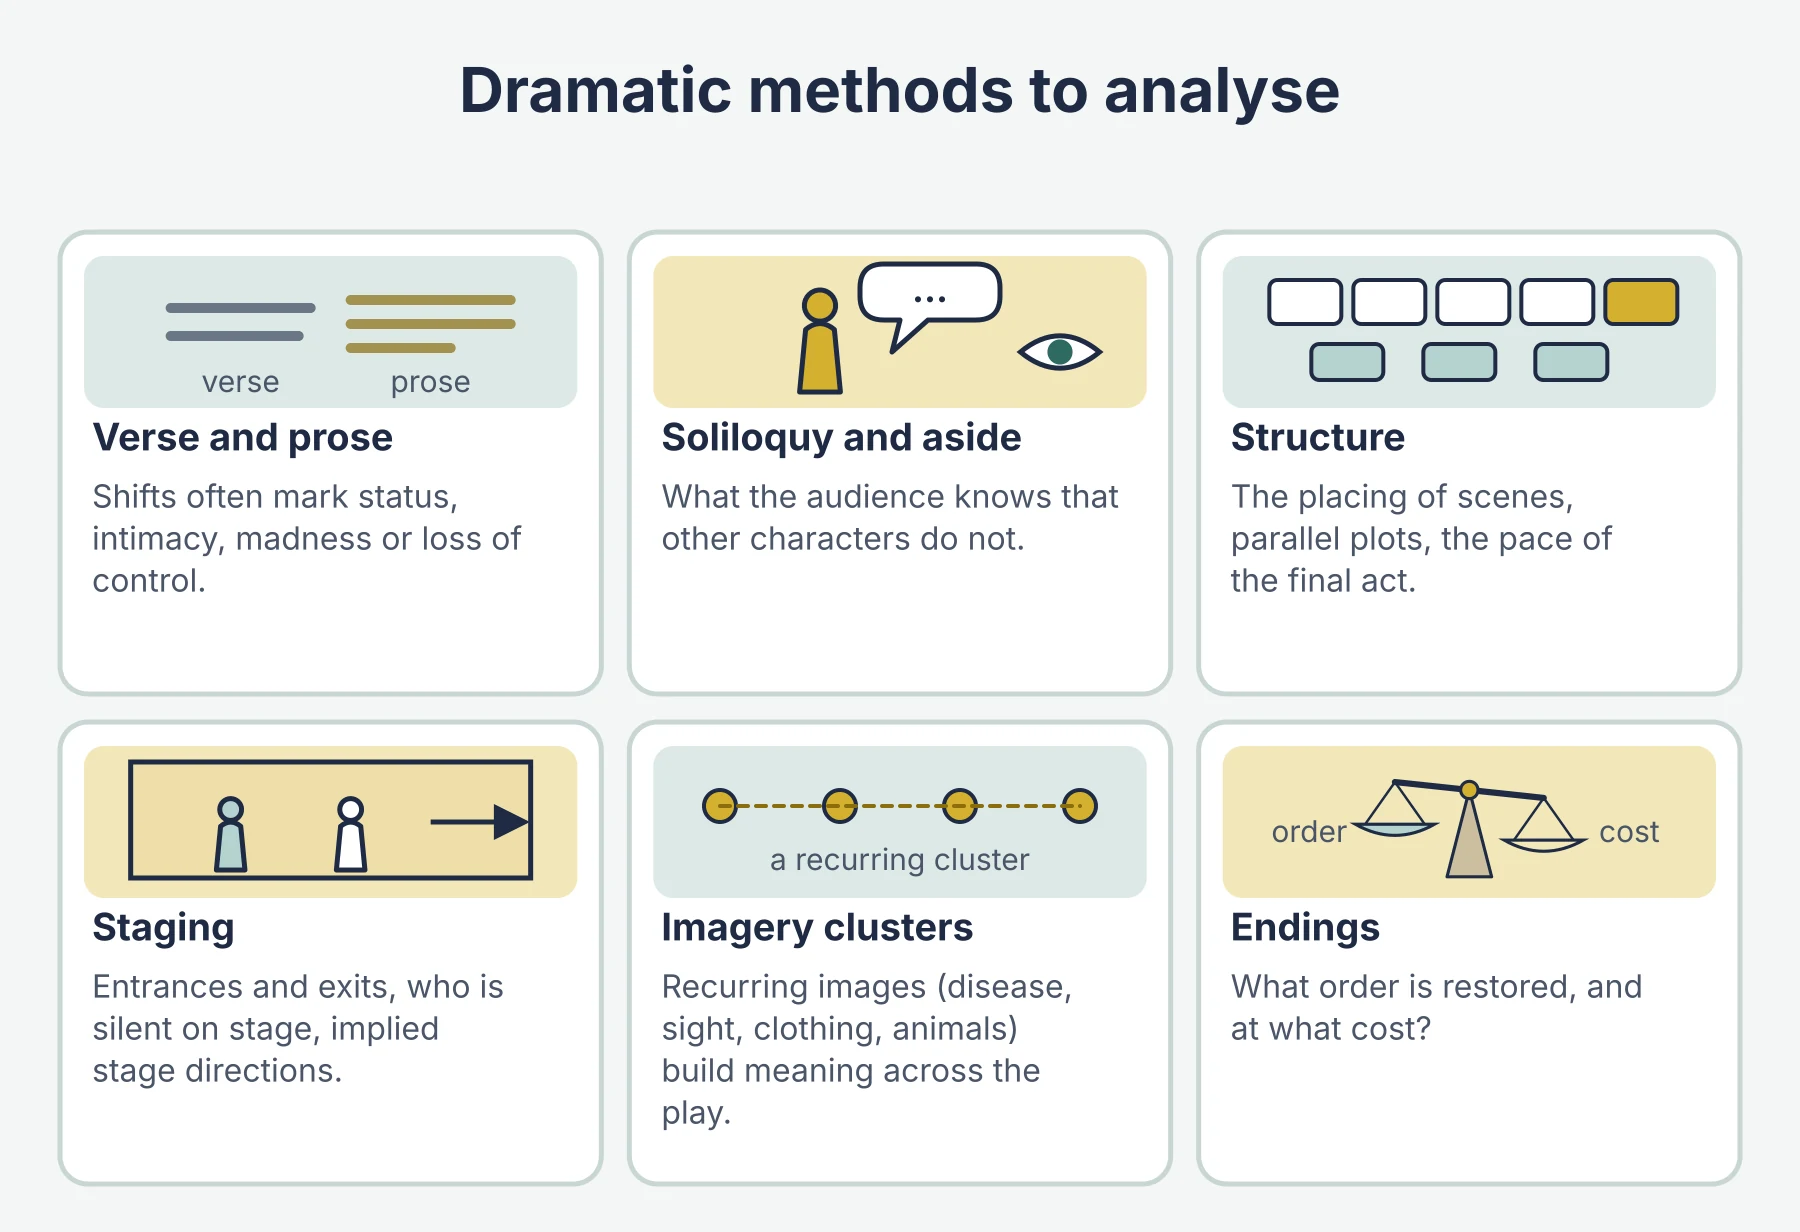 Dramatic methods to analyse
verse
prose
Verse and prose
Shifts often mark status,
intimacy, madness or loss of
control.
...
Soliloquy and aside
What the audience knows that
other characters do not.
Structure
The placing of scenes,
parallel plots, the pace of
the final act.
Staging
Entrances and exits, who is
silent on stage, implied
stage directions.
a recurring cluster
Imagery clusters
Recurring images (disease,
sight, clothing, animals)
build meaning across the
play.
order
cost
Endings
What order is restored, and
at what cost?